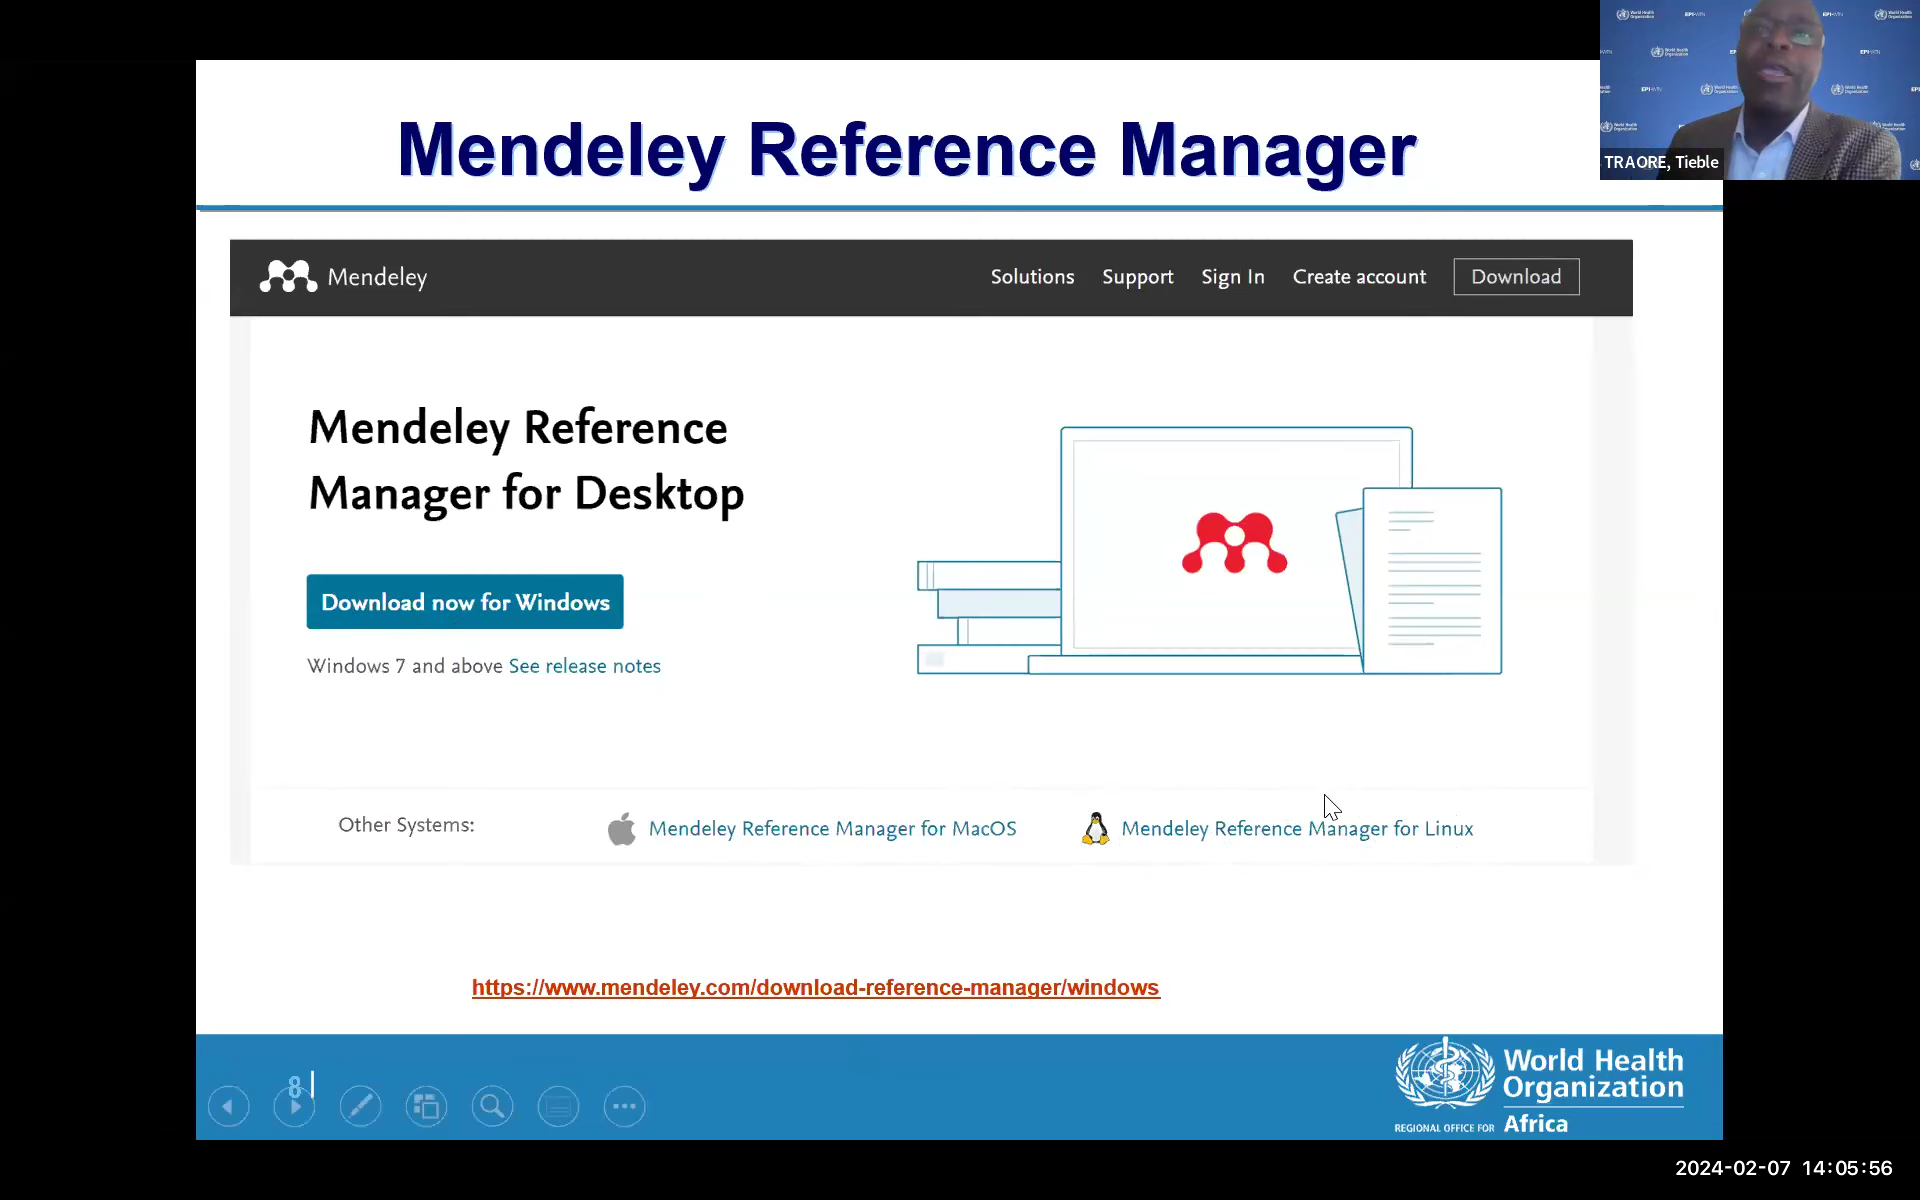 Mendeley Reference Manager
TRAORE, Tieble
Mendeley
Solutions
Support
Sign In
Create account
Download
Mendeley Reference
Manager for Desktop
Download now for Windows
Windows 7 and above See release notes
Other Systems:
Mendeley Reference Manager for MacOS
Mendeley Reference Manager for Linux
https://www.mendeley.com/download-reference-manager/windows
8
World Health
Organization
REGIONAL OFFICE FOR Africa
2024-02-07 14:05:56